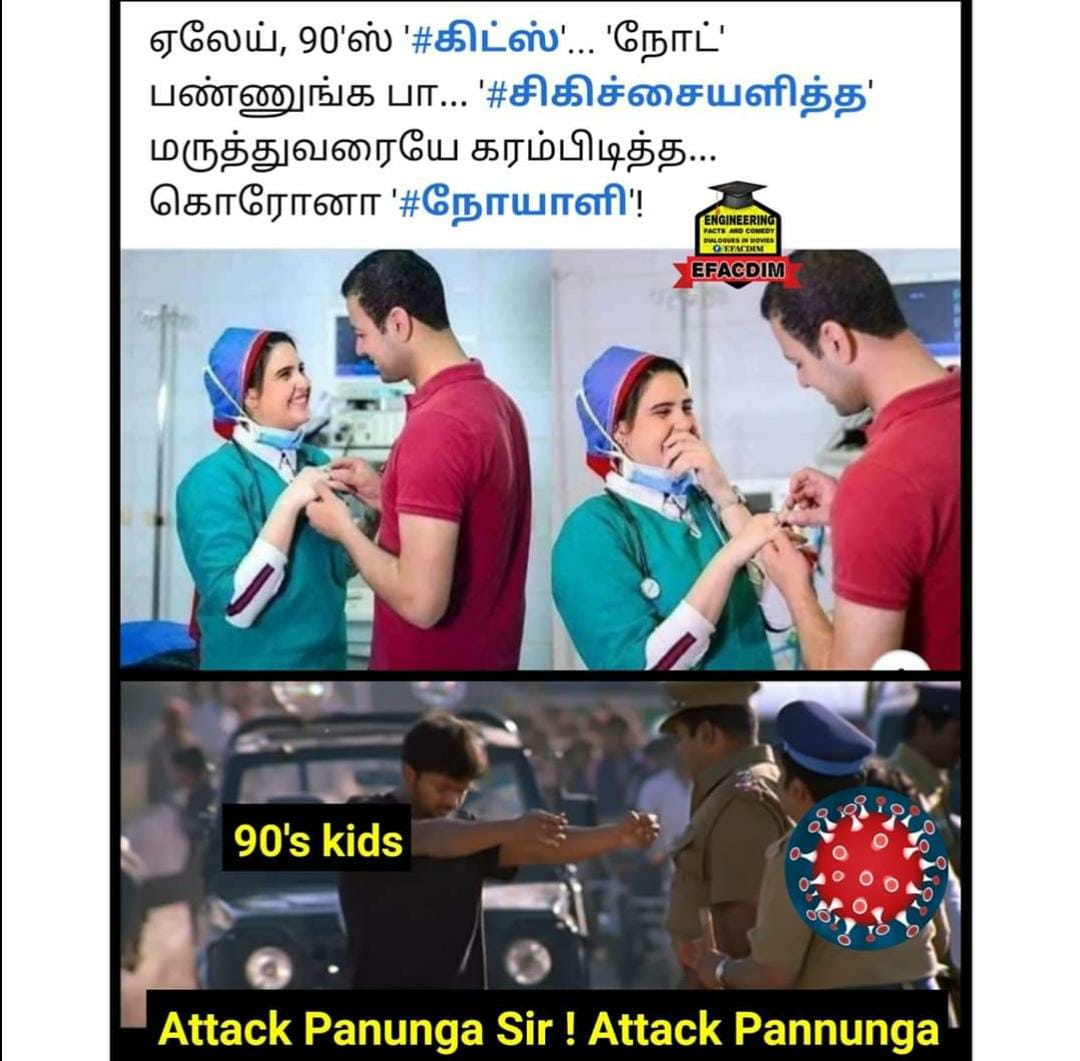 ஏலேய், 90'ஸ் '#கிட்ஸ்'... 'நோட்'
பண்ணுங்க பா... '#சிகிச்சையளித்த'
மருத்துவரையே கரம்பிடித்த...
கொரோனா '#நோயாளி'!
ENGINEERING
FACTS AND COMEDY
DIALOGUES IN MOVIES
/EFACDIM
EFACDIM
90's kids
Attack Panunga Sir ! Attack Pannunga